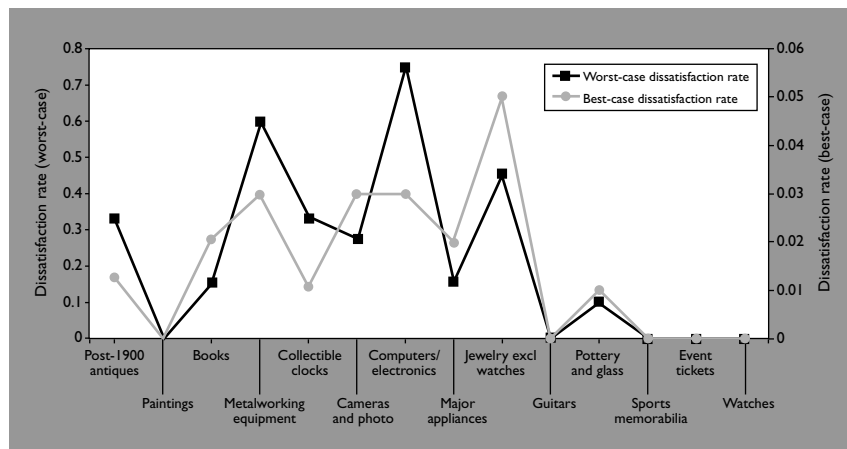 0.8
0.7
0.6
0.5
0.4
0.3
0.2
0.1
0
Dissatisfaction rate (worst-case)
Worst-case dissatisfaction rate
Best-case dissatisfaction rate
0.06
0.05
0.04
0.03
0.02
0.01
0
Dissatisfaction rate (best-case)
Post-1900
antiques
Paintings
Books
Metalworking
equipment
Collectible
clocks
Cameras
and photo
Computers/
electronics
Major
appliances
Jewelry excl
watches
Guitars
Pottery
and glass
Sports
memorabilia
Event
tickets
Watches